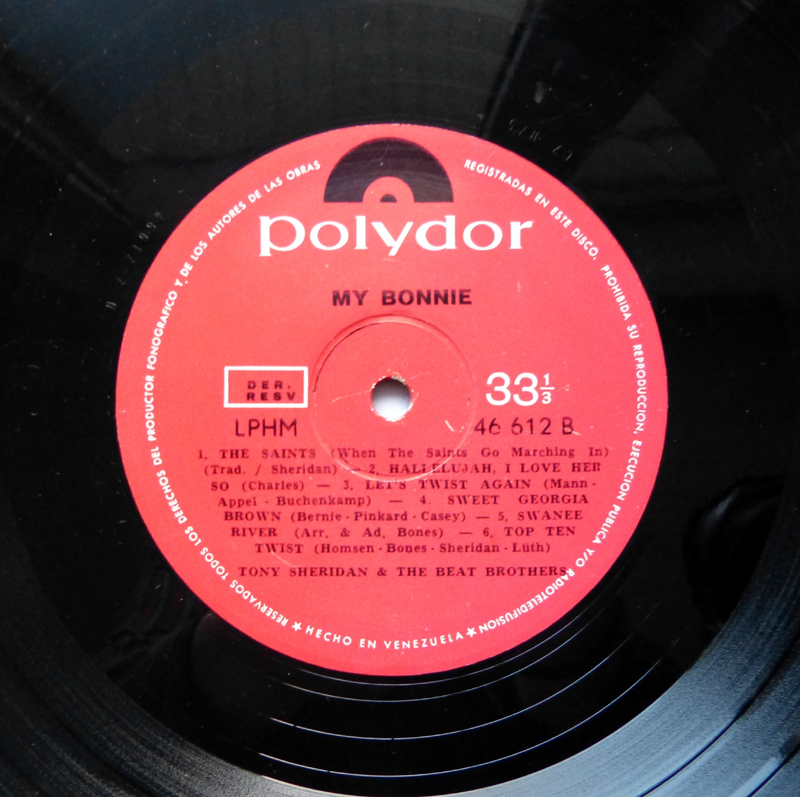 RESERVADOS TODOS LOS DERECHOS DEL PRODUCTOR FONOGRAFICO Y DE LOS AUTORES DE LAS OBRAS REGISTRADAS EN ESTE DISCO. PROHIBIDA SU REPRODUCCION, EJECUCION PUBLICA Y/O RADIOTELEDIFUSION
★ HECHO EN VENEZUELA ★
polydor
MY BONNIE
DER.
RESV
33⅓
LPHM 46 612 B
1, THE SAINTS (When The Saints Go Marching In)
(Trad. / Sheridan) — 2, HALLELUJAH, I LOVE HER
SO (Charles) — 3, LET'S TWIST AGAIN (Mann -
Appel - Buchenkamp) — 4. SWEET GEORGIA
BROWN (Bernie - Pinkard - Casey) — 5, SWANEE
RIVER (Arr, & Ad, Bones) — 6, TOP TEN
TWIST (Homsen - Bones - Sheridan - Lüth)
TONY SHERIDAN & THE BEAT BROTHERS